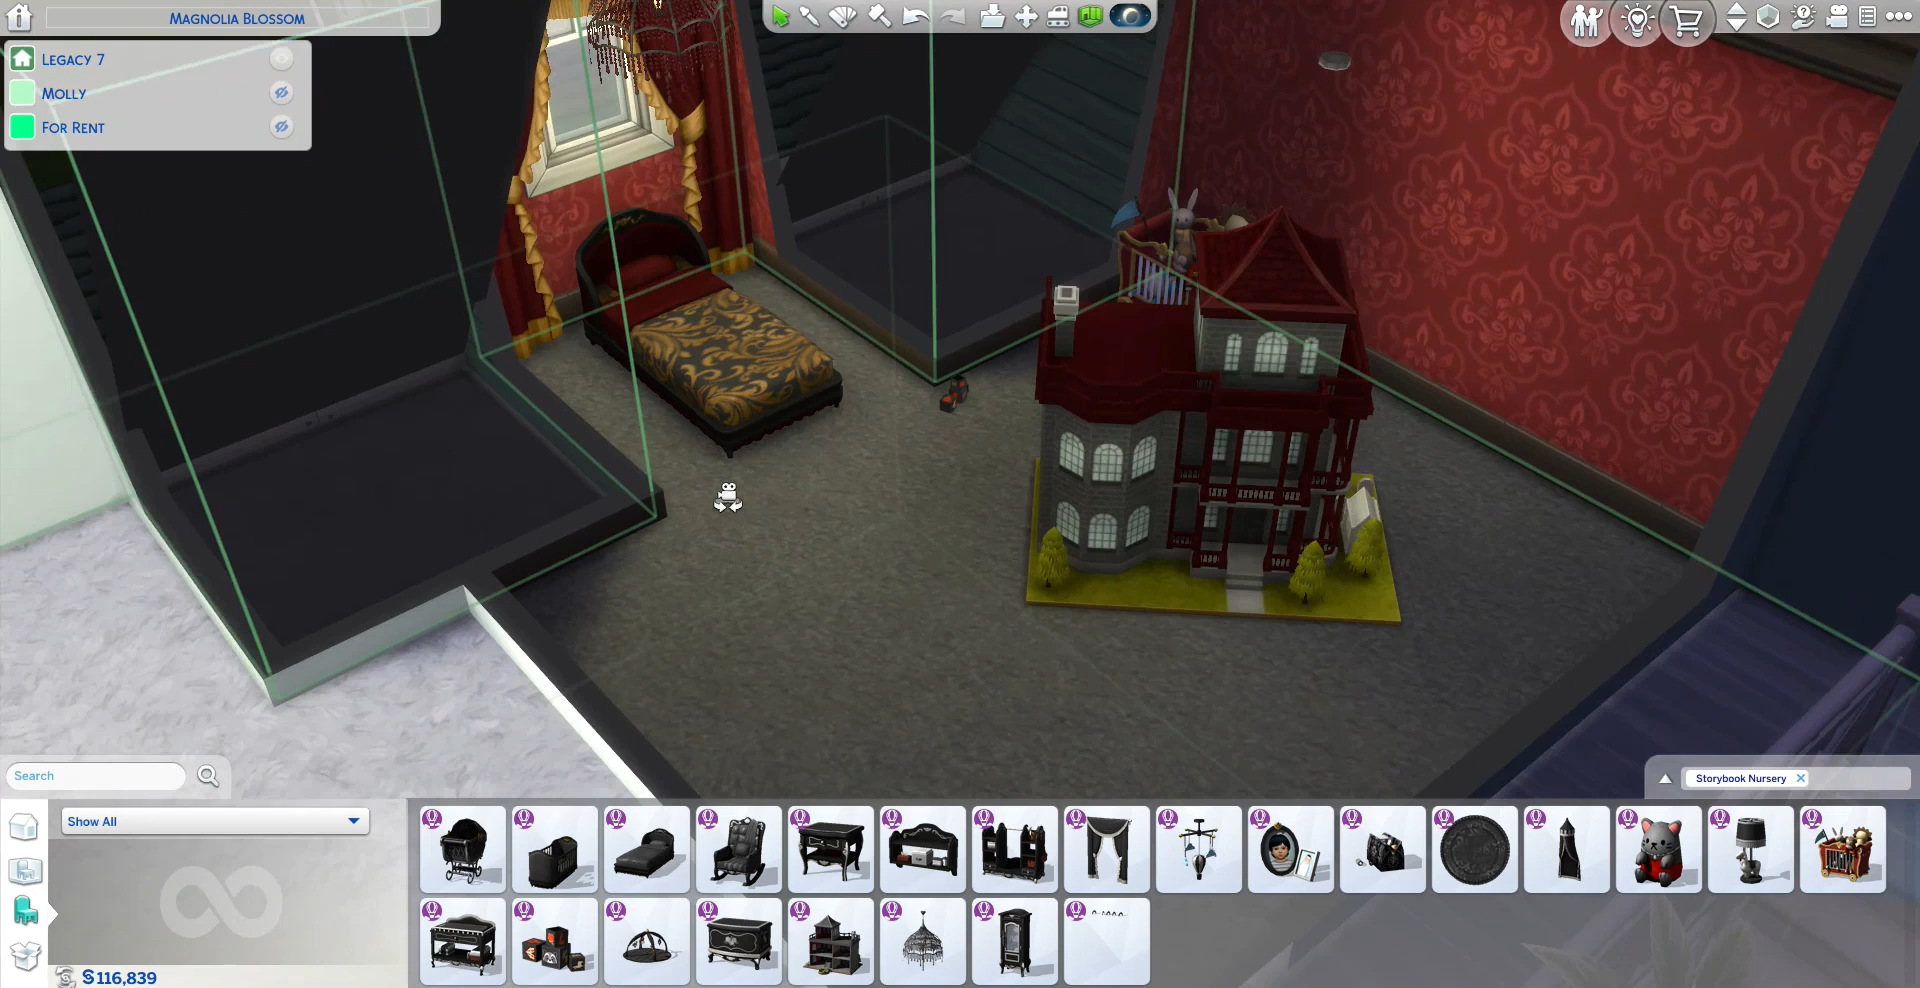 Magnolia Blossom
Legacy 7
Molly
For Rent
Search
Storybook Nursery
Show All
§116,839